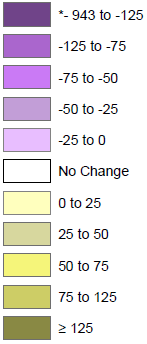 *- 943 to -125
-125 to -75
-75 to -50
-50 to -25
-25 to 0
No Change
0 to 25
25 to 50
50 to 75
75 to 125
≥ 125